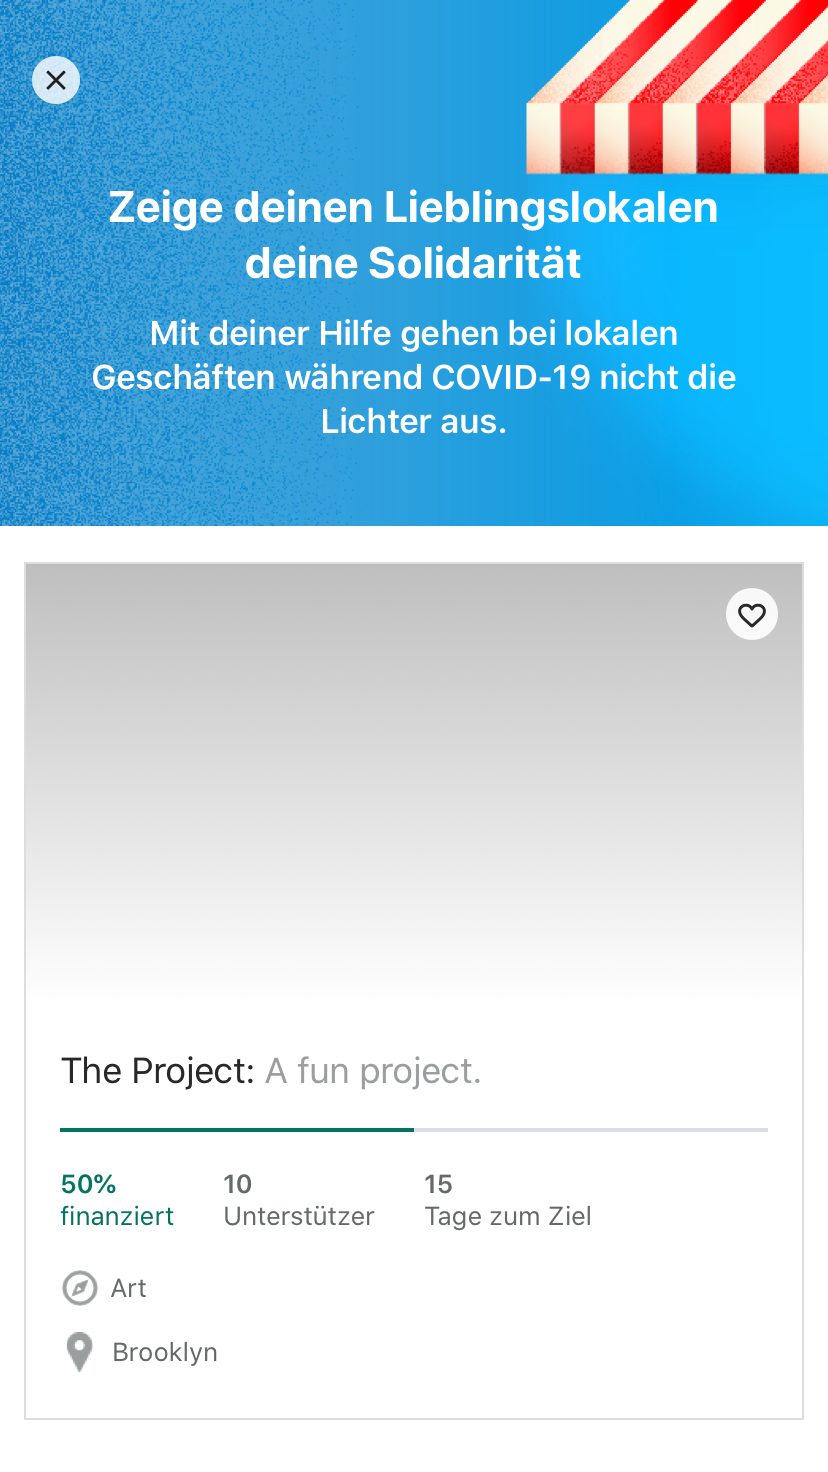 Zeige deinen Lieblingslokalen
deine Solidarität
Mit deiner Hilfe gehen bei lokalen
Geschäften während COVID-19 nicht die
Lichter aus.
The Project: A fun project.
50%
finanziert
10
Unterstützer
15
Tage zum Ziel
Art
Brooklyn